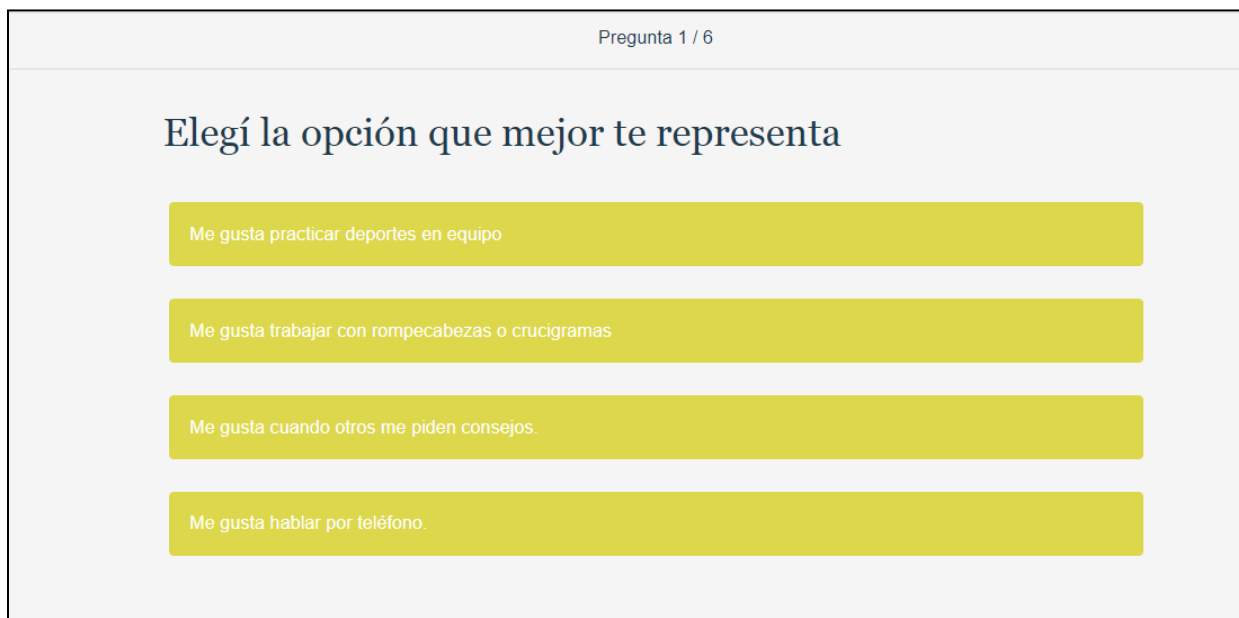 Pregunta 1 / 6
Elegí la opción que mejor te representa
Me gusta practicar deportes en equipo
Me gusta trabajar con rompecabezas o crucigramas
Me gusta cuando otros me piden consejos.
Me gusta hablar por teléfono.